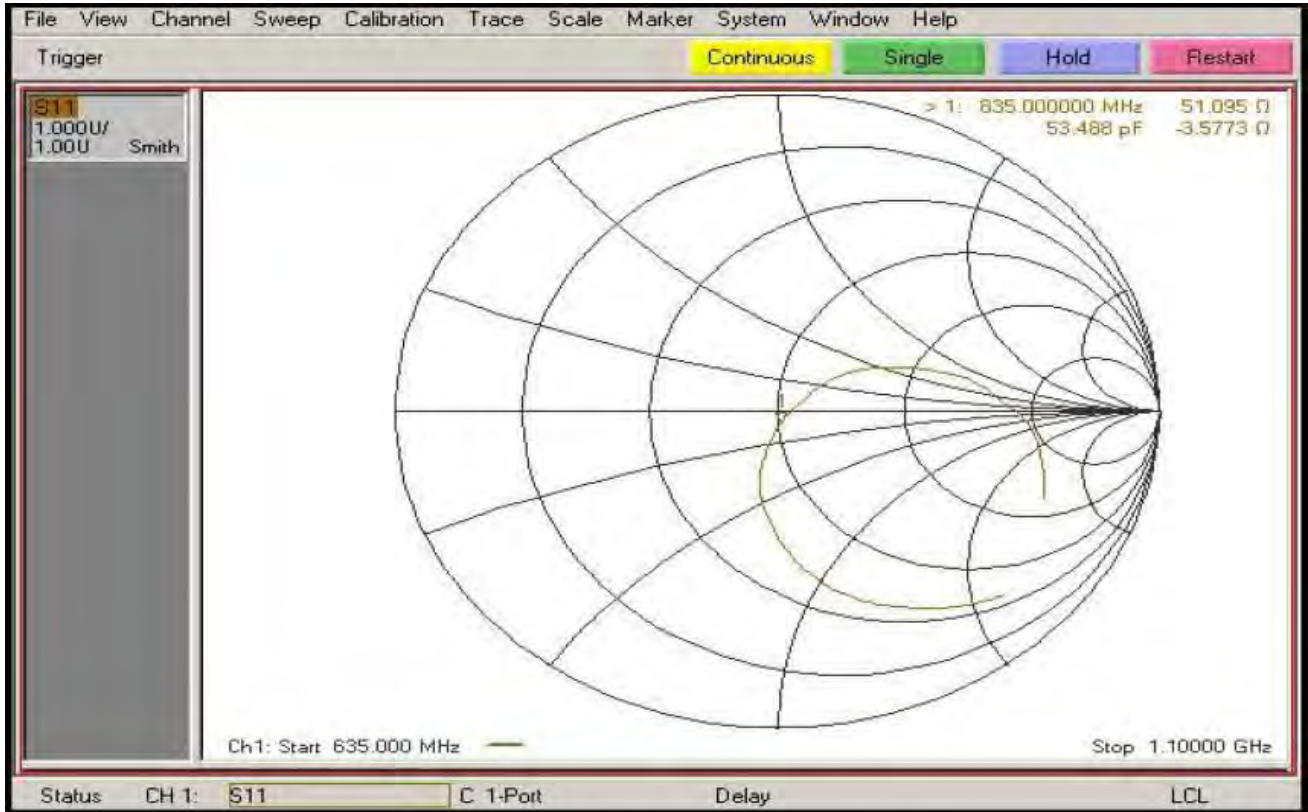 File View Channel Sweep Calibration Trace Scale Marker System Window Help
Trigger Continuous Single Hold Restart
S11
1.000U/
1.00U Smith
> 1: 835.000000 MHz 51.095 Ω
53.488 pF -3.5773 Ω
Ch1: Start 635.000 MHz
Stop 1.10000 GHz
Status CH 1: S11 C 1-Port Delay LCL